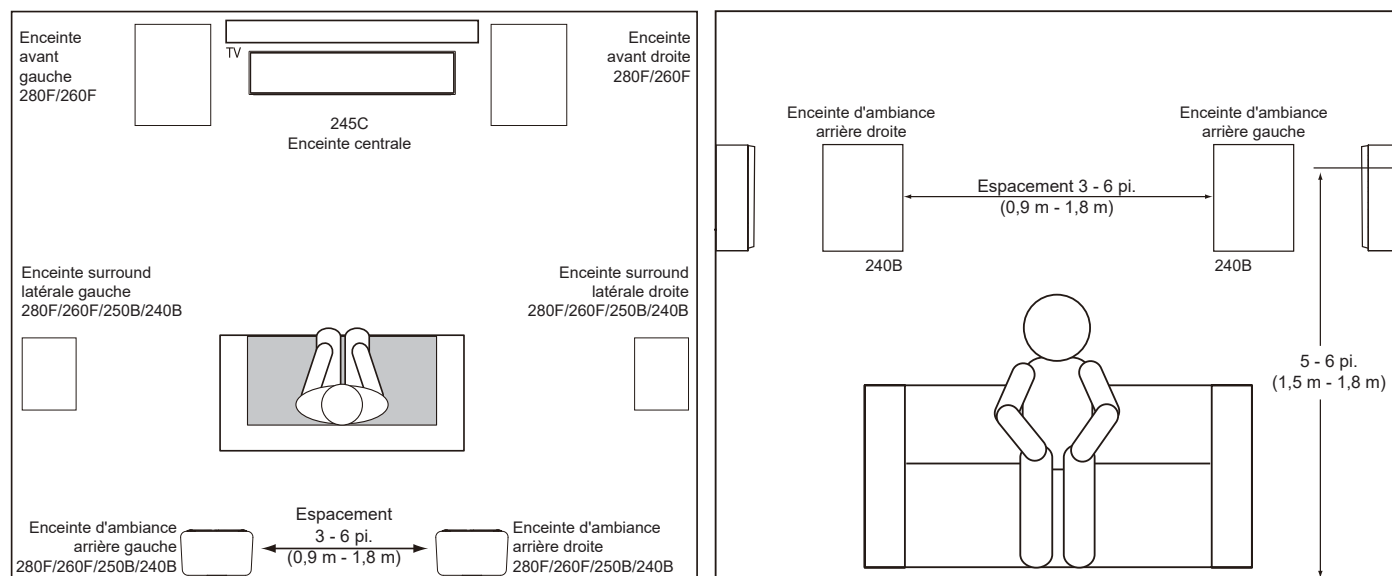 Enceinte
avant
gauche
280F/260F
TV
Enceinte
avant droite
280F/260F
245C
Enceinte centrale
Enceinte surround
latérale gauche
280F/260F/250B/240B
Enceinte surround
latérale droite
280F/260F/250B/240B
Enceinte d'ambiance
arrière gauche
280F/260F/250B/240B
Espacement
3 - 6 pi.
(0,9 m - 1,8 m)
Enceinte d'ambiance
arrière droite
280F/260F/250B/240B
Enceinte d'ambiance
arrière droite
Enceinte d'ambiance
arrière gauche
Espacement 3 - 6 pi.
(0,9 m - 1,8 m)
240B
240B
5 - 6 pi.
(1,5 m - 1,8 m)